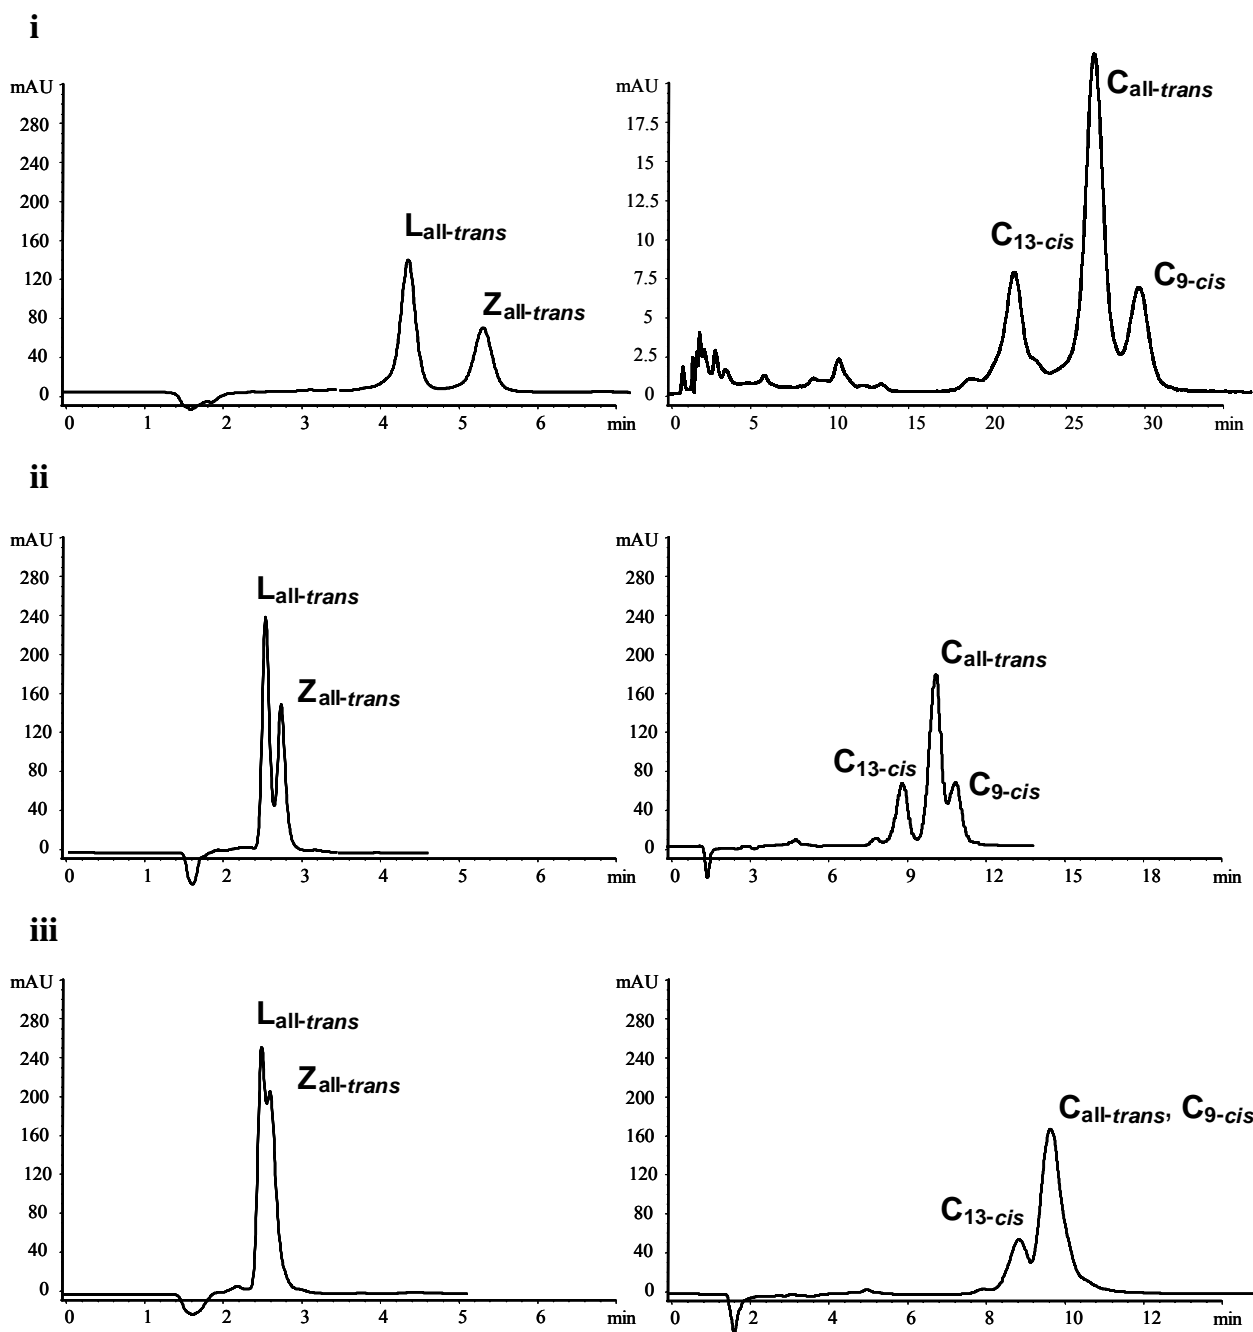 i
mAU
280
240
200
160
120
80
40
0
0 1 2 3 4 5 6 min
Lall-trans
Zall-trans
mAU
17.5
15
12.5
10
7.5
5
2.5
0
0 5 10 15 20 25 30 min
Call-trans
C13-cis
C9-cis
ii
mAU
280
240
200
160
120
80
40
0
0 1 2 3 4 5 6 min
Lall-trans
Zall-trans
mAU
280
240
200
160
120
80
40
0
0 3 6 9 12 15 18 min
Call-trans
C13-cis
C9-cis
iii
mAU
280
240
200
160
120
80
40
0
0 1 2 3 4 5 6 min
Lall-trans
Zall-trans
mAU
280
240
200
160
120
80
40
0
0 2 4 6 8 10 12 min
Call-trans, C9-cis
C13-cis